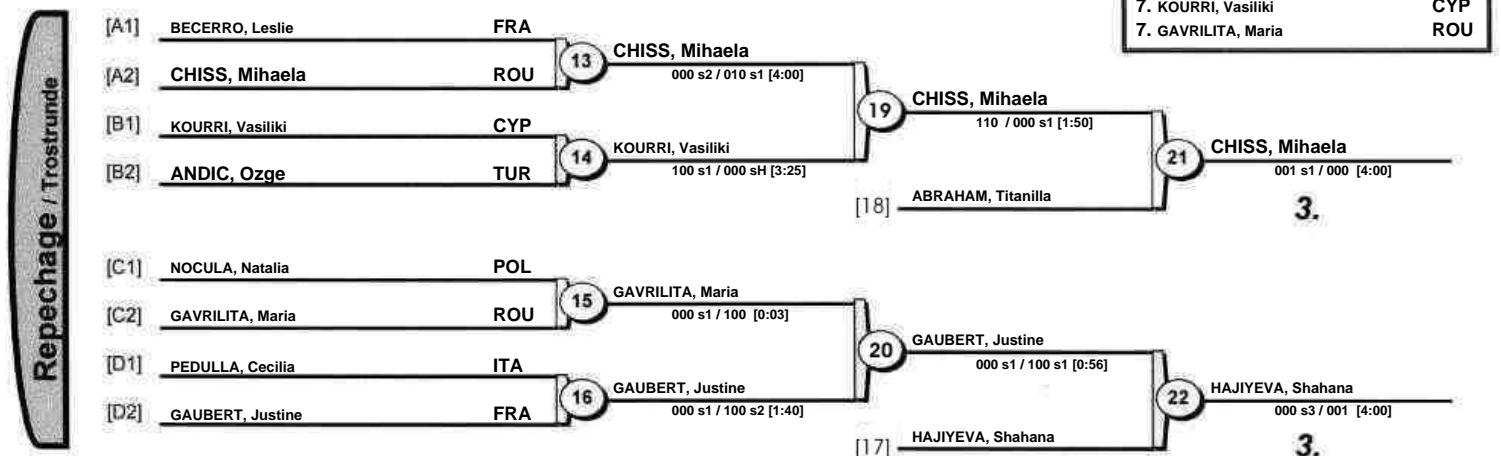 7. KOURRI, Vasiliki CYP
7. GAVRILITA, Maria ROU
Repechage / Trostrunde
[A1] BECERRO, Leslie FRA
[A2] CHISS, Mihaela ROU
13 CHISS, Mihaela
000 s2 / 010 s1 [4:00]
[B1] KOURRI, Vasiliki CYP
[B2] ANDIC, Ozge TUR
14 KOURRI, Vasiliki
100 s1 / 000 sH [3:25]
19 CHISS, Mihaela
110 / 000 s1 [1:50]
[18] ABRAHAM, Titanilla
21 CHISS, Mihaela
001 s1 / 000 [4:00]
3.
[C1] NOCULA, Natalia POL
[C2] GAVRILITA, Maria ROU
15 GAVRILITA, Maria
000 s1 / 100 [0:03]
[D1] PEDULLA, Cecilia ITA
[D2] GAUBERT, Justine FRA
16 GAUBERT, Justine
000 s1 / 100 s2 [1:40]
20 GAUBERT, Justine
000 s1 / 100 s1 [0:56]
[17] HAJIYEVA, Shahana
22 HAJIYEVA, Shahana
000 s3 / 001 [4:00]
3.